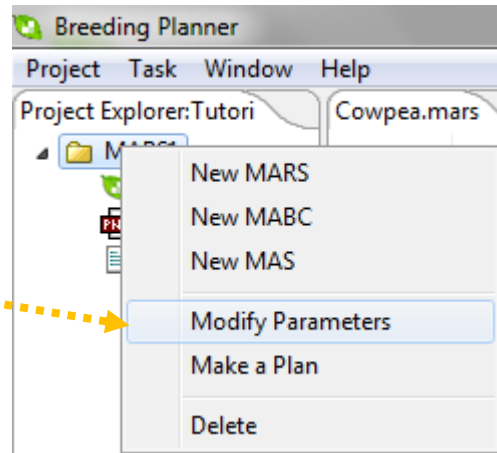 Breeding Planner
Project Task Window Help
Project Explorer:Tutori Cowpea.mars
New MARS
New MABC
New MAS
Modify Parameters
Make a Plan
Delete